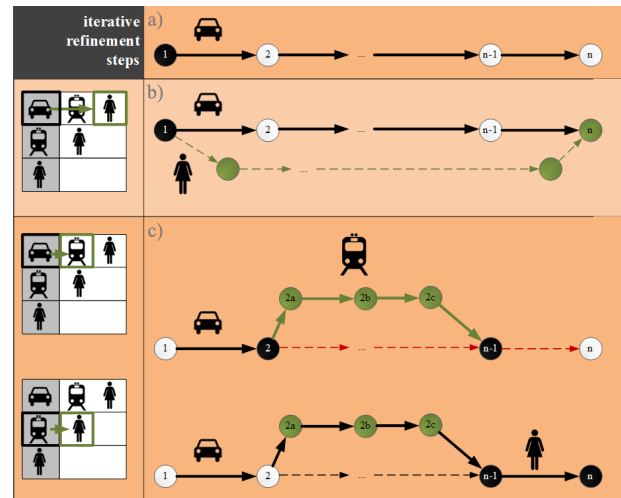 iterative
refinement
steps
a)
1 2 ... n-1 n
b)
1 2 ... n-1 n
...
c)
2a 2b 2c
1 2 ... n-1 n
2a 2b 2c
1 2 ... n-1 n